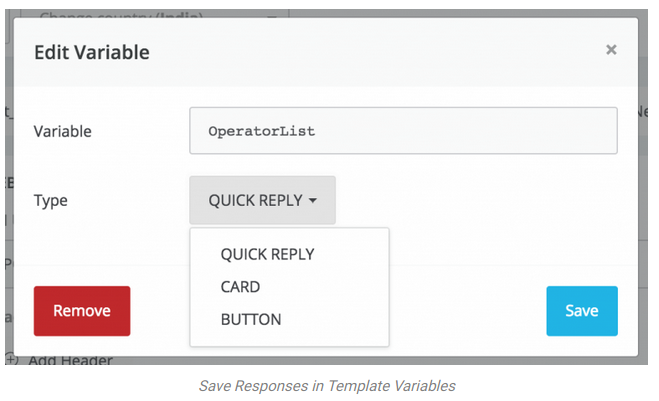 Change country (India)
Edit Variable
×
Variable
OperatorList
Type
QUICK REPLY
QUICK REPLY
CARD
BUTTON
Remove
Save
Add Header
Save Responses in Template Variables